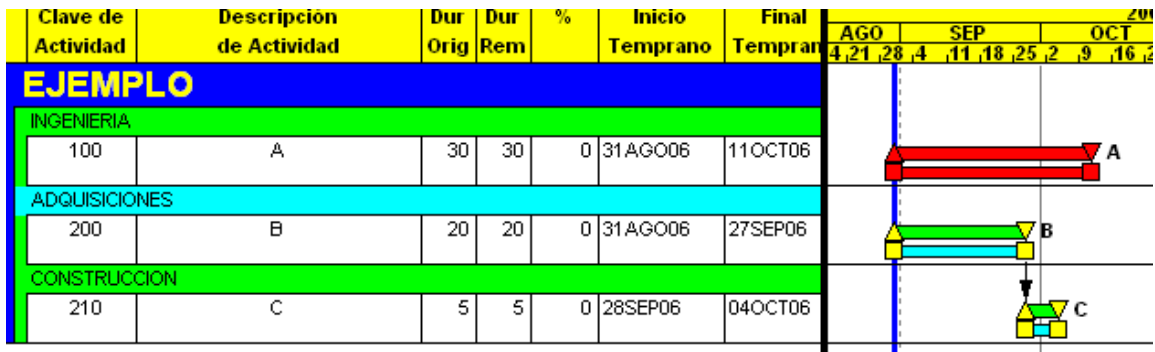 Clave de Descripción Dur Dur % Inicio Final 200
Actividad de Actividad Orig Rem Temprano Tempran AGO SEP OCT
4 21 28 4 11 18 25 2 9 16 2
EJEMPLO
INGENIERIA
100 A 30 30 0 31AGO06 11OCT06 A
ADQUISICIONES
200 B 20 20 0 31AGO06 27SEP06 B
CONSTRUCCION
210 C 5 5 0 28SEP06 04OCT06 C